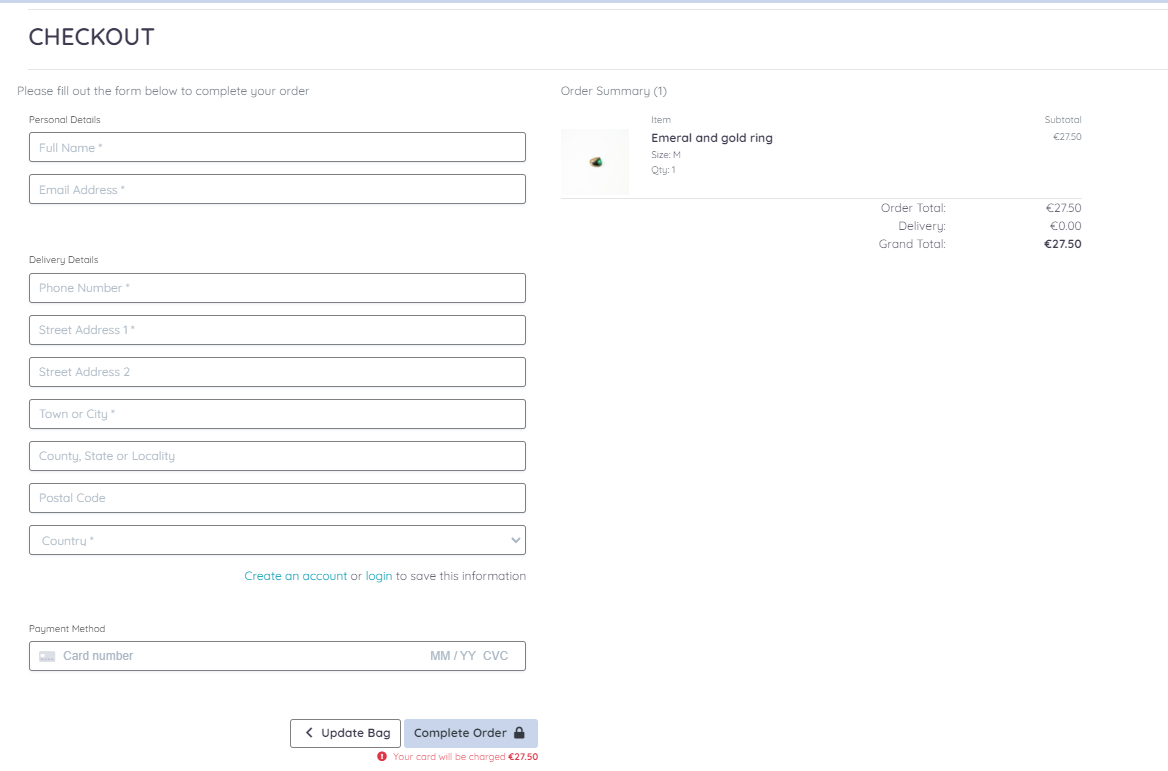 CHECKOUT
Please fill out the form below to complete your order
Personal Details
Full Name *
Email Address *
Delivery Details
Phone Number *
Street Address 1 *
Street Address 2
Town or City *
County, State or Locality
Postal Code
Country *
Create an account or login to save this information
Payment Method
Card number MM / YY CVC
Update Bag Complete Order
Your card will be charged €27.50
Order Summary (1)
Item Subtotal
Emeral and gold ring €27.50
Size: M
Qty: 1
Order Total: €27.50
Delivery: €0.00
Grand Total: €27.50